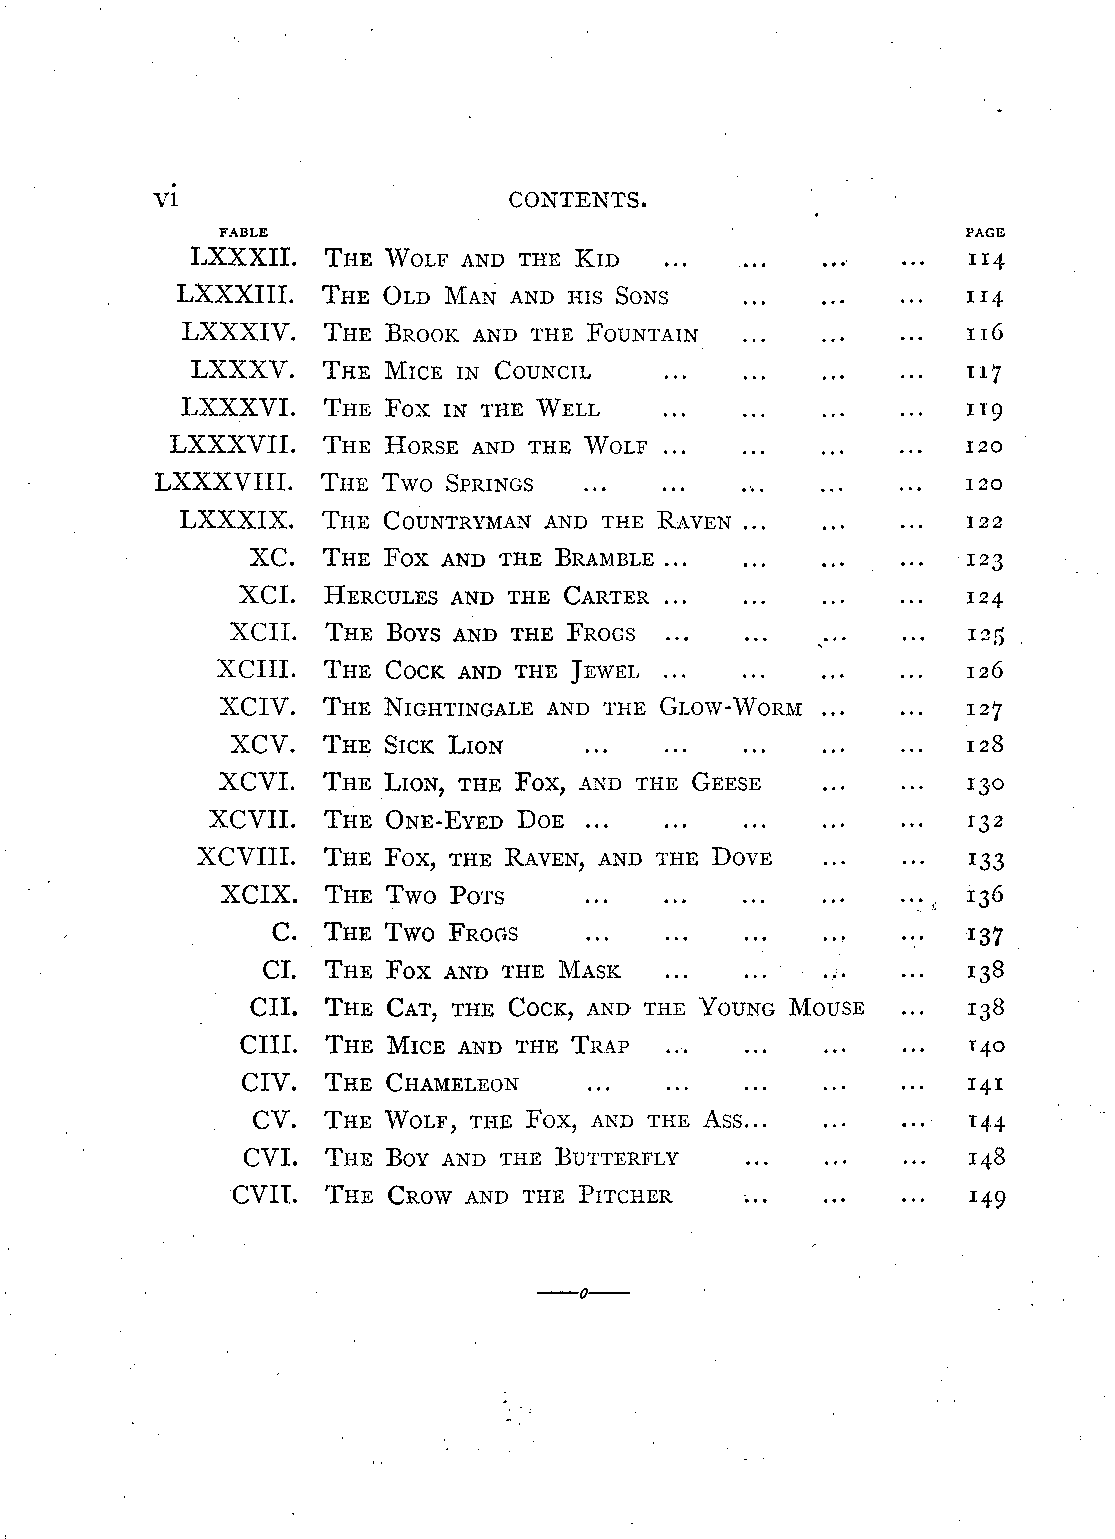 vi CONTENTS.
FABLE PAGE
LXXXII. THE WOLF AND THE KID ... ... ... ... 114
LXXXIII. THE OLD MAN AND HIS SONS ... ... ... 114
LXXXIV. THE BROOK AND THE FOUNTAIN ... ... ... 116
LXXXV. THE MICE IN COUNCIL ... ... ... ... 117
LXXXVI. THE FOX IN THE WELL ... ... ... ... 119
LXXXVII. THE HORSE AND THE WOLF ... ... ... ... 120
LXXXVIII. THE TWO SPRINGS ... ... ... ... ... 120
LXXXIX. THE COUNTRYMAN AND THE RAVEN ... ... ... 122
XC. THE FOX AND THE BRAMBLE ... ... ... ... 123
XCI. HERCULES AND THE CARTER ... ... ... ... 124
XCII. THE BOYS AND THE FROGS ... ... ... ... 125
XCIII. THE COCK AND THE JEWEL ... ... ... ... 126
XCIV. THE NIGHTINGALE AND THE GLOW-WORM ... ... 127
XCV. THE SICK LION ... ... ... ... ... 128
XCVI. THE LION, THE FOX, AND THE GEESE ... ... 130
XCVII. THE ONE-EYED DOE ... ... ... ... ... 132
XCVIII. THE FOX, THE RAVEN, AND THE DOVE ... ... 133
XCIX. THE TWO POTS ... ... ... ... ... 136
C. THE TWO FROGS ... ... ... ... ... 137
CI. THE FOX AND THE MASK ... ... ... ... 138
CII. THE CAT, THE COCK, AND THE YOUNG MOUSE ... 138
CIII. THE MICE AND THE TRAP ... ... ... ... 140
CIV. THE CHAMELEON ... ... ... ... ... 141
CV. THE WOLF, THE FOX, AND THE ASS... ... ... 144
CVI. THE BOY AND THE BUTTERFLY ... ... ... 148
CVII. THE CROW AND THE PITCHER ... ... ... 149
——o——